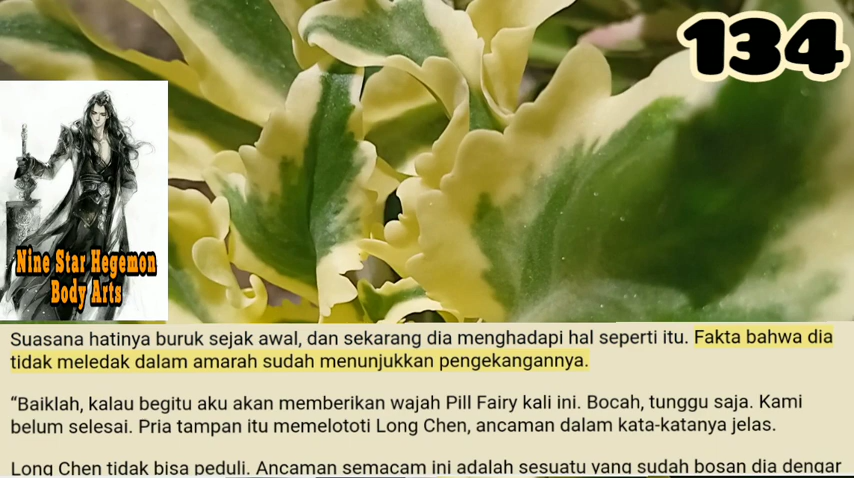 134
Nine Star Hegemon
Body Arts
Suasana hatinya buruk sejak awal, dan sekarang dia menghadapi hal seperti itu. Fakta bahwa dia
tidak meledak dalam amarah sudah menunjukkan pengekangannya.
“Baiklah, kalau begitu aku akan memberikan wajah Pill Fairy kali ini. Bocah, tunggu saja. Kami
belum selesai. Pria tampan itu memelototi Long Chen, ancaman dalam kata-katanya jelas.
Long Chen tidak bisa peduli. Ancaman semacam ini adalah sesuatu yang sudah bosan dia dengar